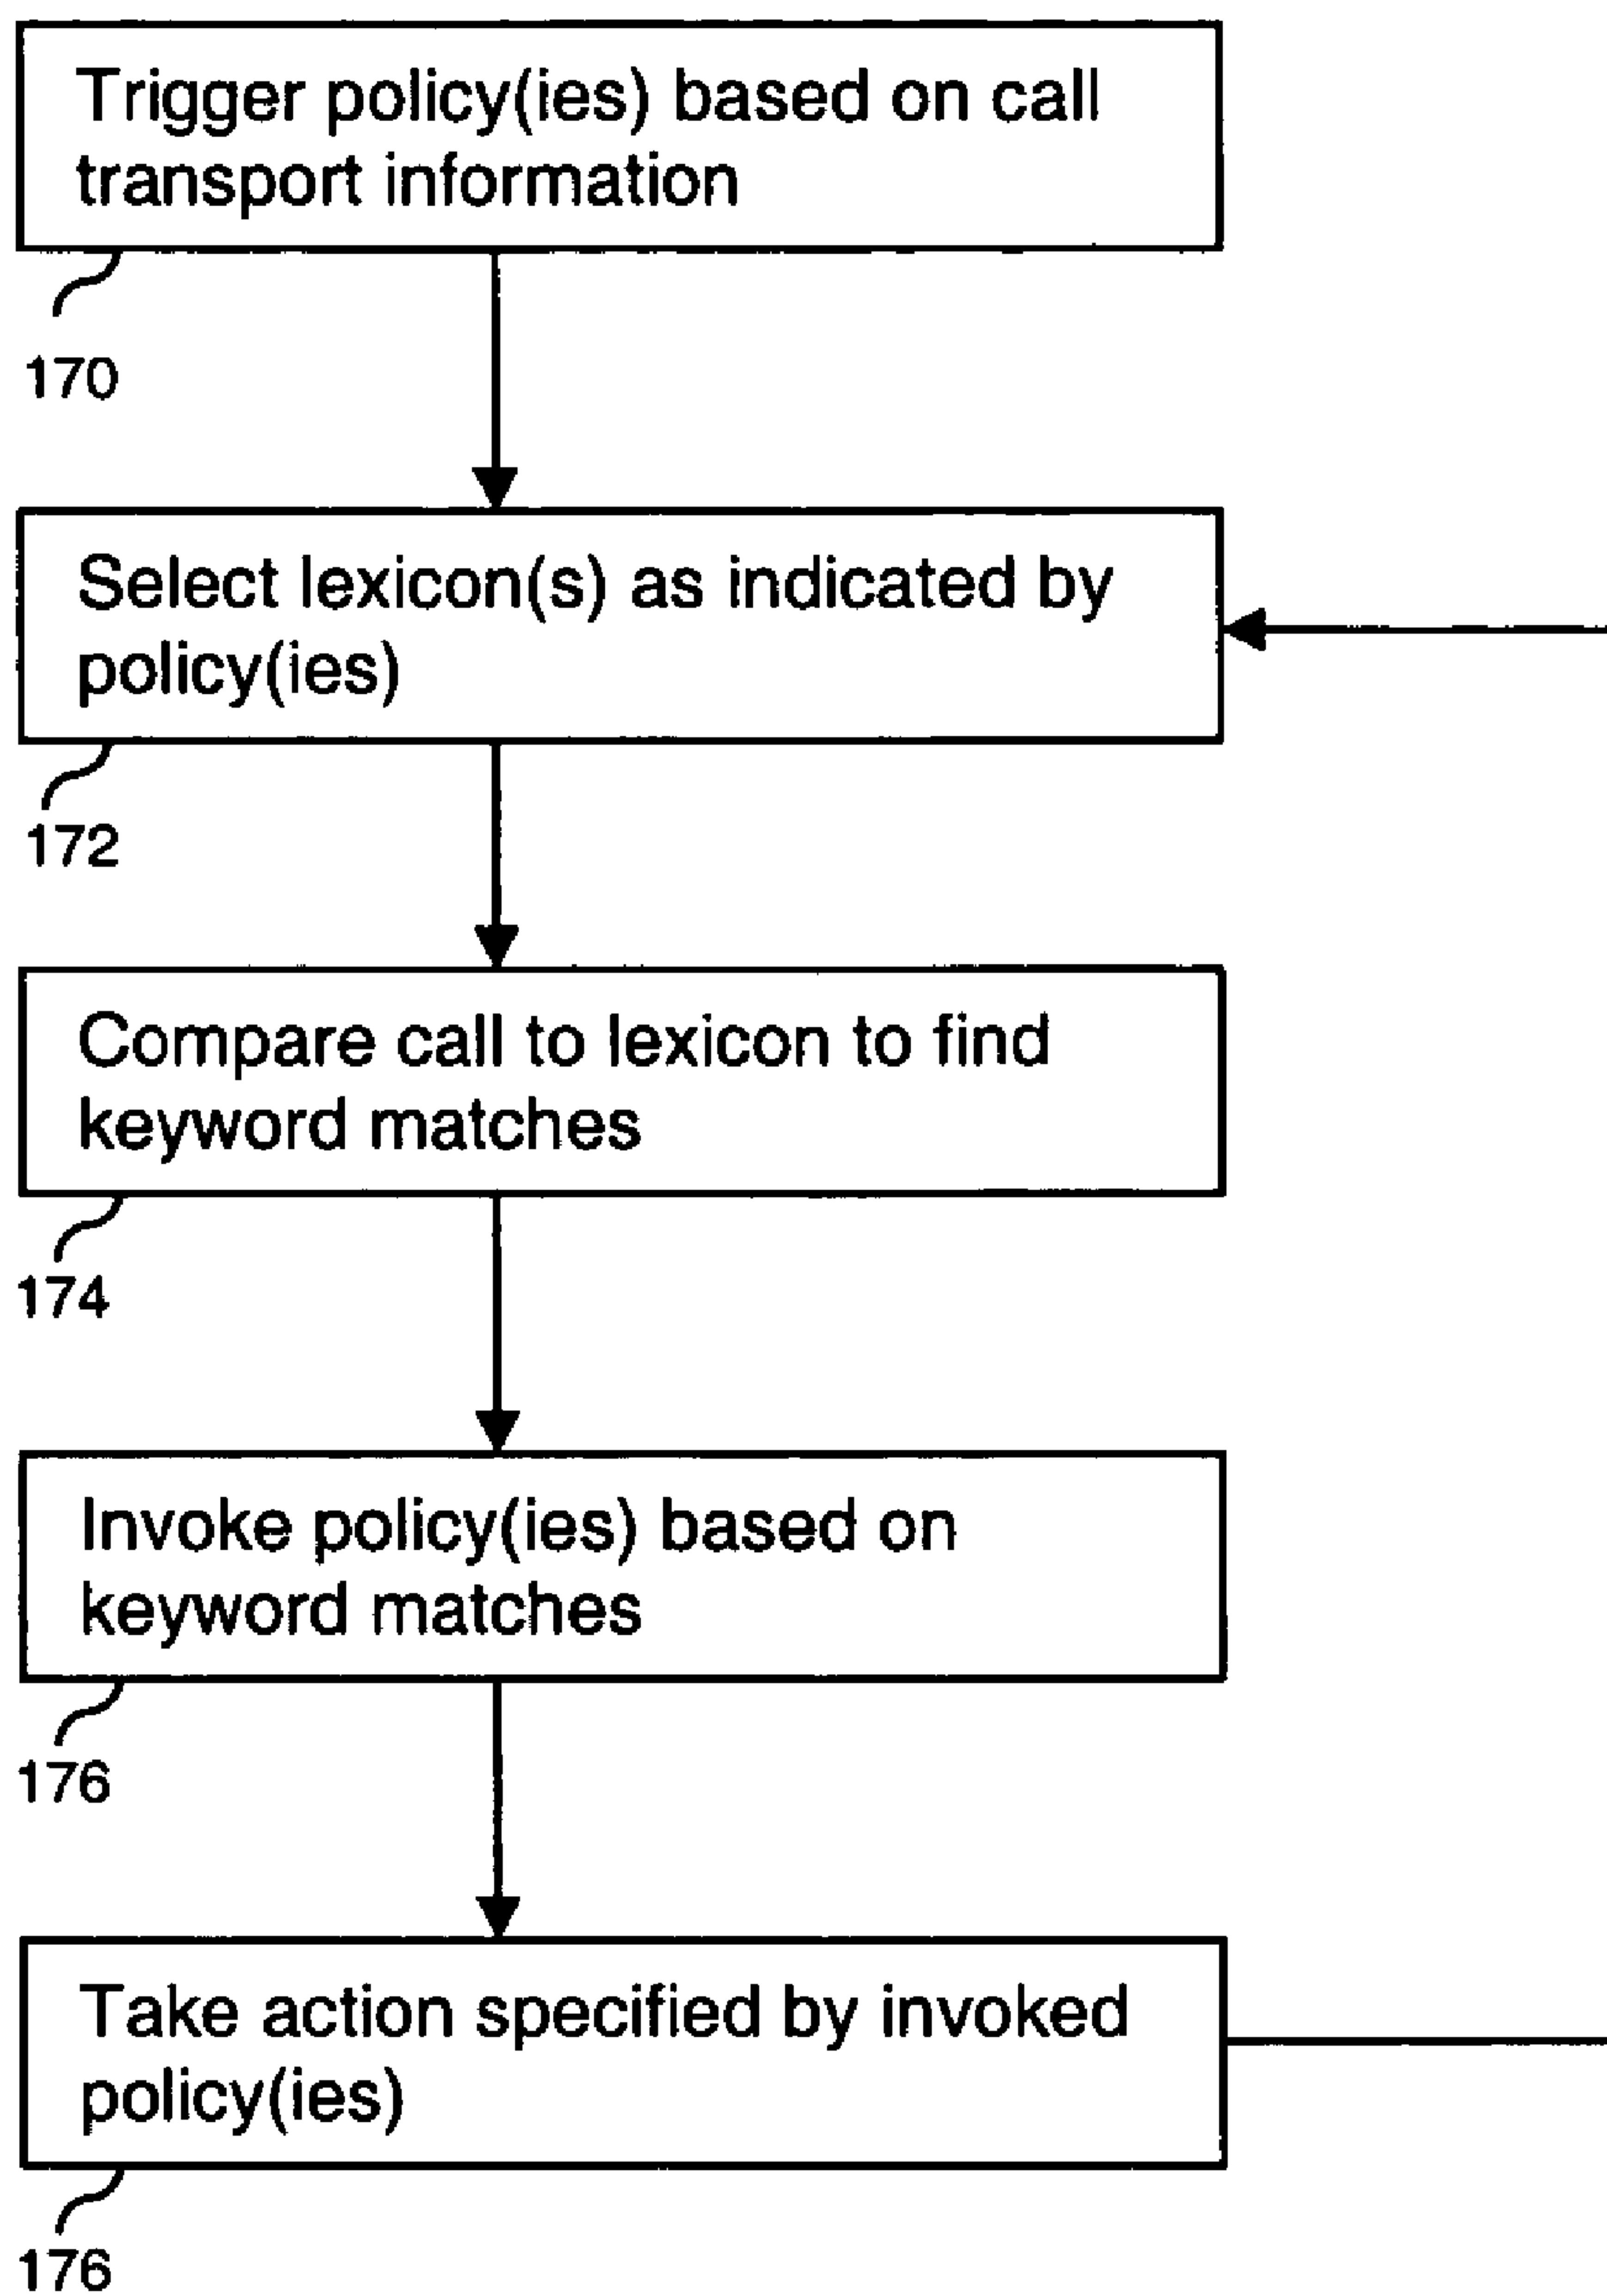 Trigger policy(ies) based on call
transport information
170
Select lexicon(s) as indicated by
policy(ies)
172
Compare call to lexicon to find
keyword matches
174
Invoke policy(ies) based on
keyword matches
176
Take action specified by invoked
policy(ies)
176